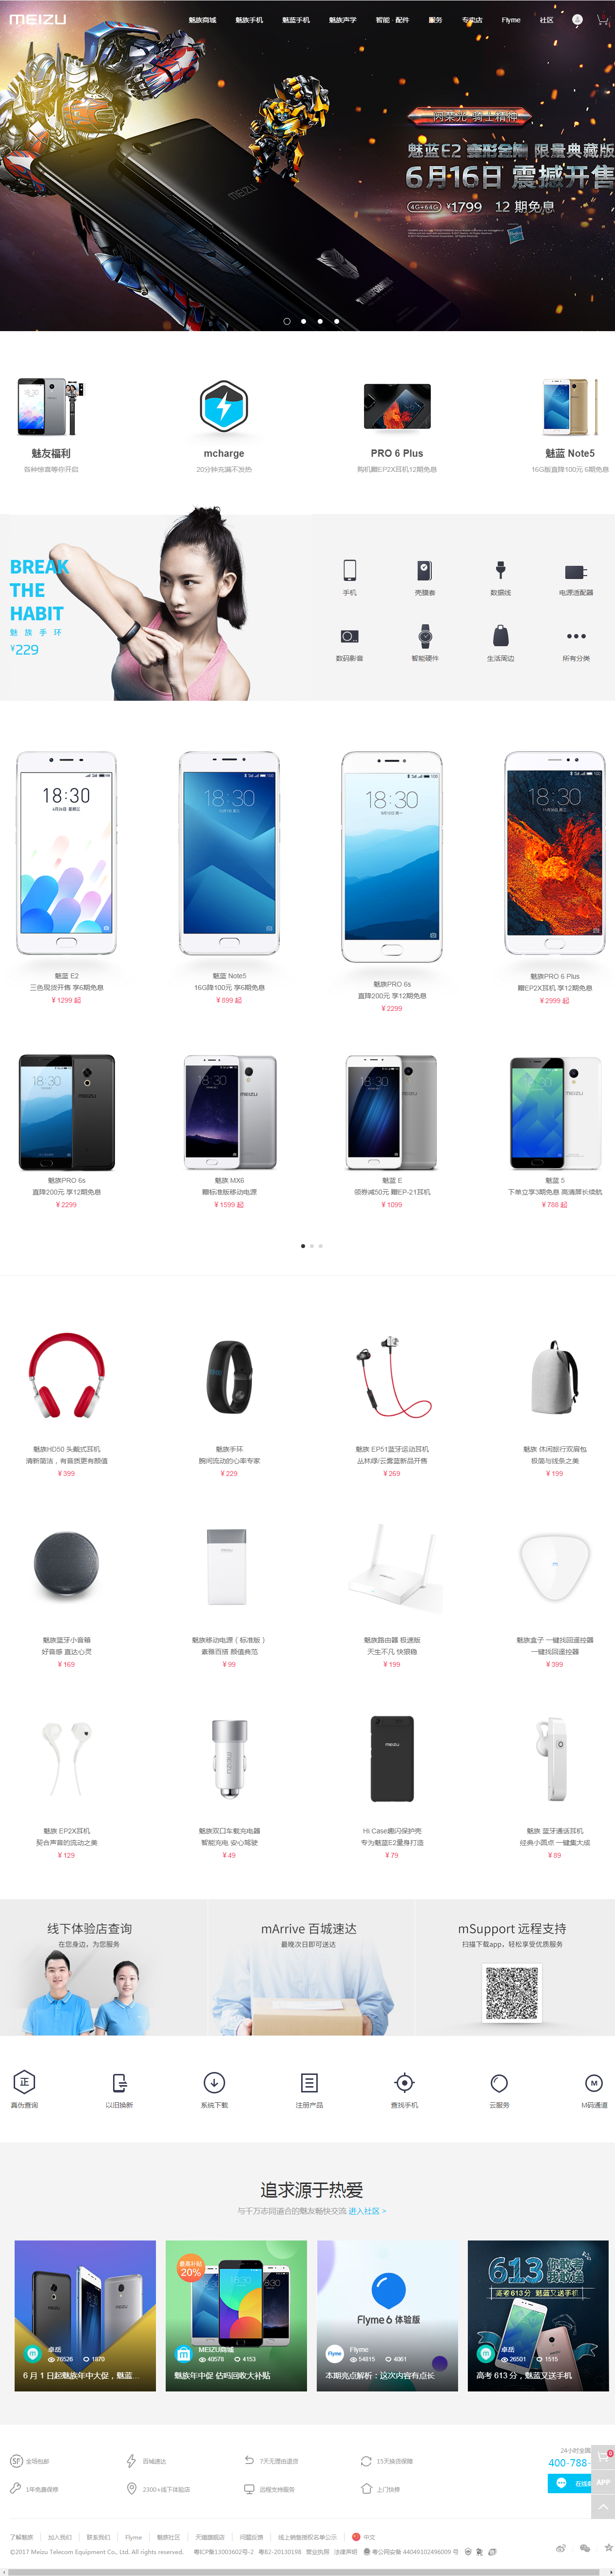 MEIZU 魅族商城 魅族手机 魅蓝手机 魅族声学 智能 · 配件 服务 专卖店 Flyme 社区
魅蓝 E2 变形金刚 限量典藏版
6月16日 震撼开售
4G+64G ¥1799 12 期免息
魅友福利
各种惊喜等你开启
mcharge
20分钟充满不发热
PRO 6 Plus
购机赠EP2X耳机12期免息
魅蓝 Note5
16G版直降100元 6期免息
BREAK
THE
HABIT
魅族手环
¥229
手机 壳膜套 数据线 电源适配器
数码影音 智能硬件 生活周边 所有分类
魅蓝 E2
三色现货开售 享6期免息
¥ 1299 起
魅蓝 Note5
16G降100元 享6期免息
¥ 899 起
魅族PRO 6s
直降200元 享12期免息
¥ 2299
魅族PRO 6 Plus
赠EP2X耳机 享12期免息
¥ 2999 起
魅族PRO 6s
直降200元 享12期免息
¥ 2299
魅族 MX6
赠标准版移动电源
¥ 1599 起
魅蓝 E
领券减50元 赠EP-21耳机
¥ 1099
魅蓝 5
下单立享3期免息 高清屏长续航
¥ 786 起
魅族HD50 头戴式耳机
清新简洁，有音质更有颜值
¥ 399
魅族手环
腕间流动的心率专家
¥ 229
魅族 EP51蓝牙运动耳机
丛林绿/云霄蓝新品开售
¥ 269
魅族 休闲旅行双肩包
极简与线条之美
¥ 199
魅族蓝牙小音箱
好音感 直达心灵
¥ 169
魅族移动电源（标准版）
素雅百搭 颜值典范
¥ 99
魅族路由器 极速版
天生不凡 快狠稳
¥ 199
魅族盒子 一键找回遥控器
一键找回遥控器
¥ 399
魅族 EP2X耳机
契合声音的流动之美
¥ 129
魅族双口车载充电器
智能充电 安心驾驶
¥ 49
Hi Case趣闪保护壳
专为魅蓝E2量身打造
¥ 79
魅族 蓝牙通话耳机
经典小圆点 一键集大成
¥ 89
线下体验店查询
在您身边，为您服务
mArrive 百城速达
最晚次日即可送达
mSupport 远程支持
扫描下载app，轻松享受优质服务
真伪查询 以旧换新 系统下载 注册产品 查找手机 云服务 M码通道
追求源于热爱
与千万志同道合的魅友畅快交流 进入社区 >
卓岳
76526 1870
6 月 1 日起魅族年中大促，魅蓝...
最高补贴
20%
MEIZU商城
40578 4153
魅族年中促 估吗回收大补贴
Flyme 6 体验版
Flyme
54815 4061
本期亮点解析：这次内容有点长
613 你敢考我就敢送
高考613分 魅蓝又送手机
卓岳
26501 1515
高考 613 分，魅蓝又送手机
全场包邮 百城速达 7天无理由退货 15天换货保障
1年免费保修 2300+线下体验店 远程支持服务 上门快修
24小时全国
400-788-
APP
了解魅族 加入我们 联系我们 Flyme 魅族社区 天猫旗舰店 问题反馈 线上销售授权名单公示 中文
©2017 Meizu Telecom Equipment Co., Ltd. All rights reserved. 粤ICP备13003602号-2 粤B2-20130198 营业执照 法律声明 粤公网安备 44049102496009 号